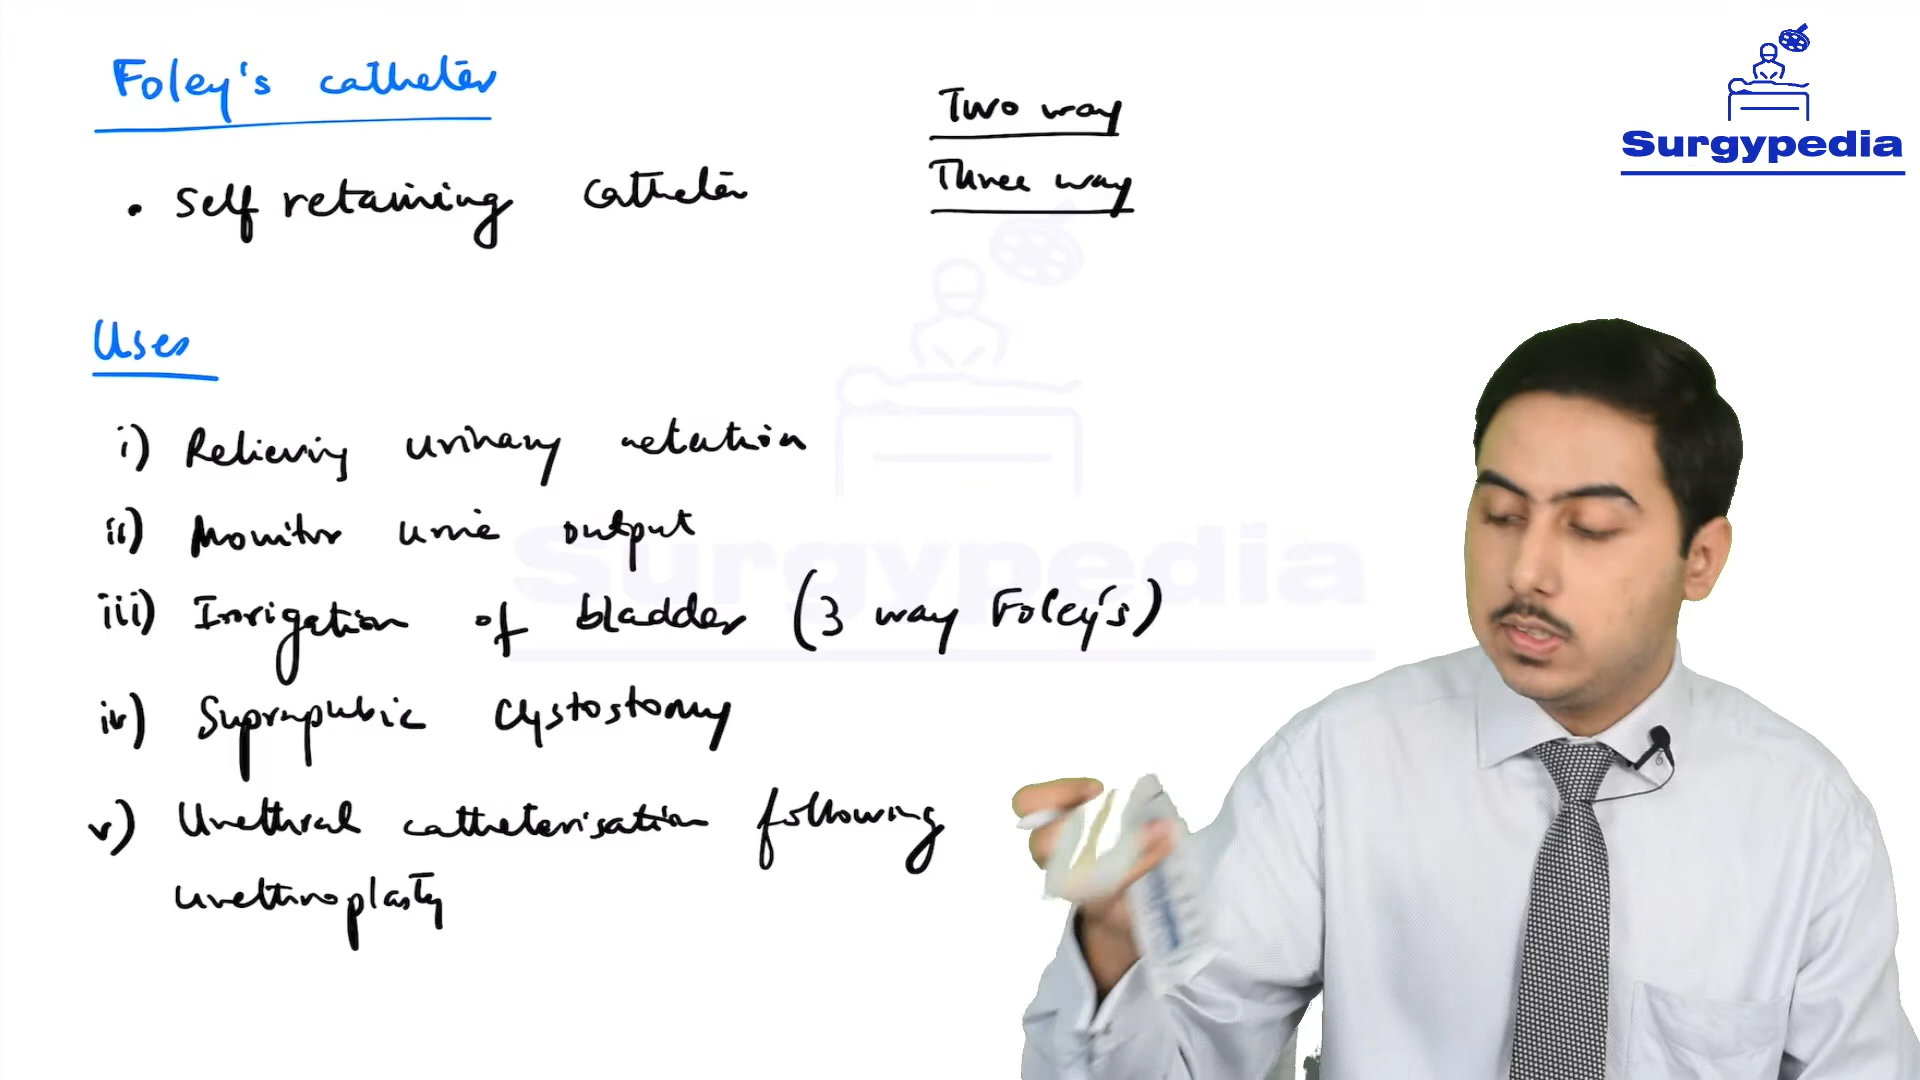 Foley's catheter
• Self retaining catheter
Two way
Three way
Surgypedia
Uses
i) Relieving urinary retention
ii) Monitor urine output
iii) Irrigation of bladder (3 way Foley's)
iv) Suprapubic cystostomy
v) Urethral catheterisation following
urethroplasty
Surgypedia